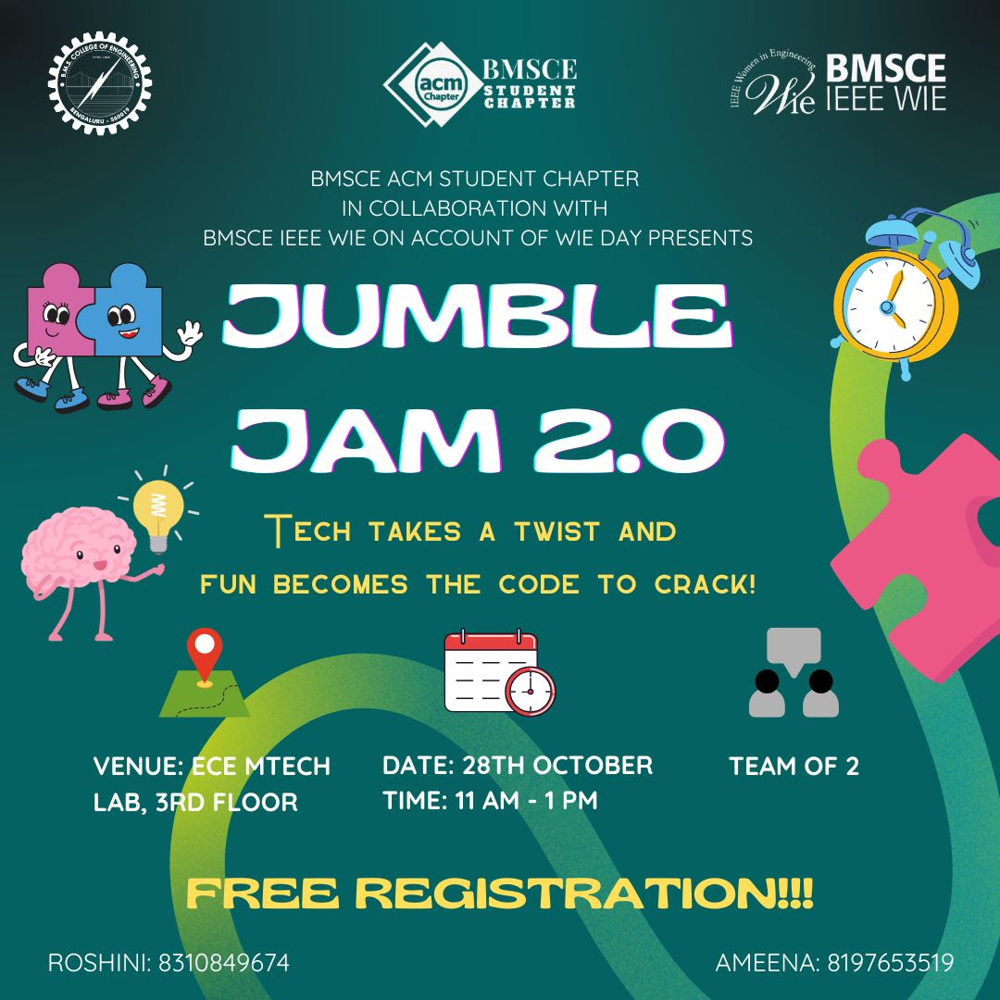 B.M.S. COLLEGE OF ENGINEERING
BENGALURU - 560019
acm
Chapter
BMSCE
STUDENT
CHAPTER
IEEE Women in Engineering
Wie
BMSCE
IEEE WIE
BMSCE ACM STUDENT CHAPTER
IN COLLABORATION WITH
BMSCE IEEE WIE ON ACCOUNT OF WIE DAY PRESENTS
JUMBLE
JAM 2.0
TECH TAKES A TWIST AND
FUN BECOMES THE CODE TO CRACK!
VENUE: ECE MTECH
LAB, 3RD FLOOR
DATE: 28TH OCTOBER
TIME: 11 AM - 1 PM
TEAM OF 2
FREE REGISTRATION!!!
ROSHINI: 8310849674
AMEENA: 8197653519